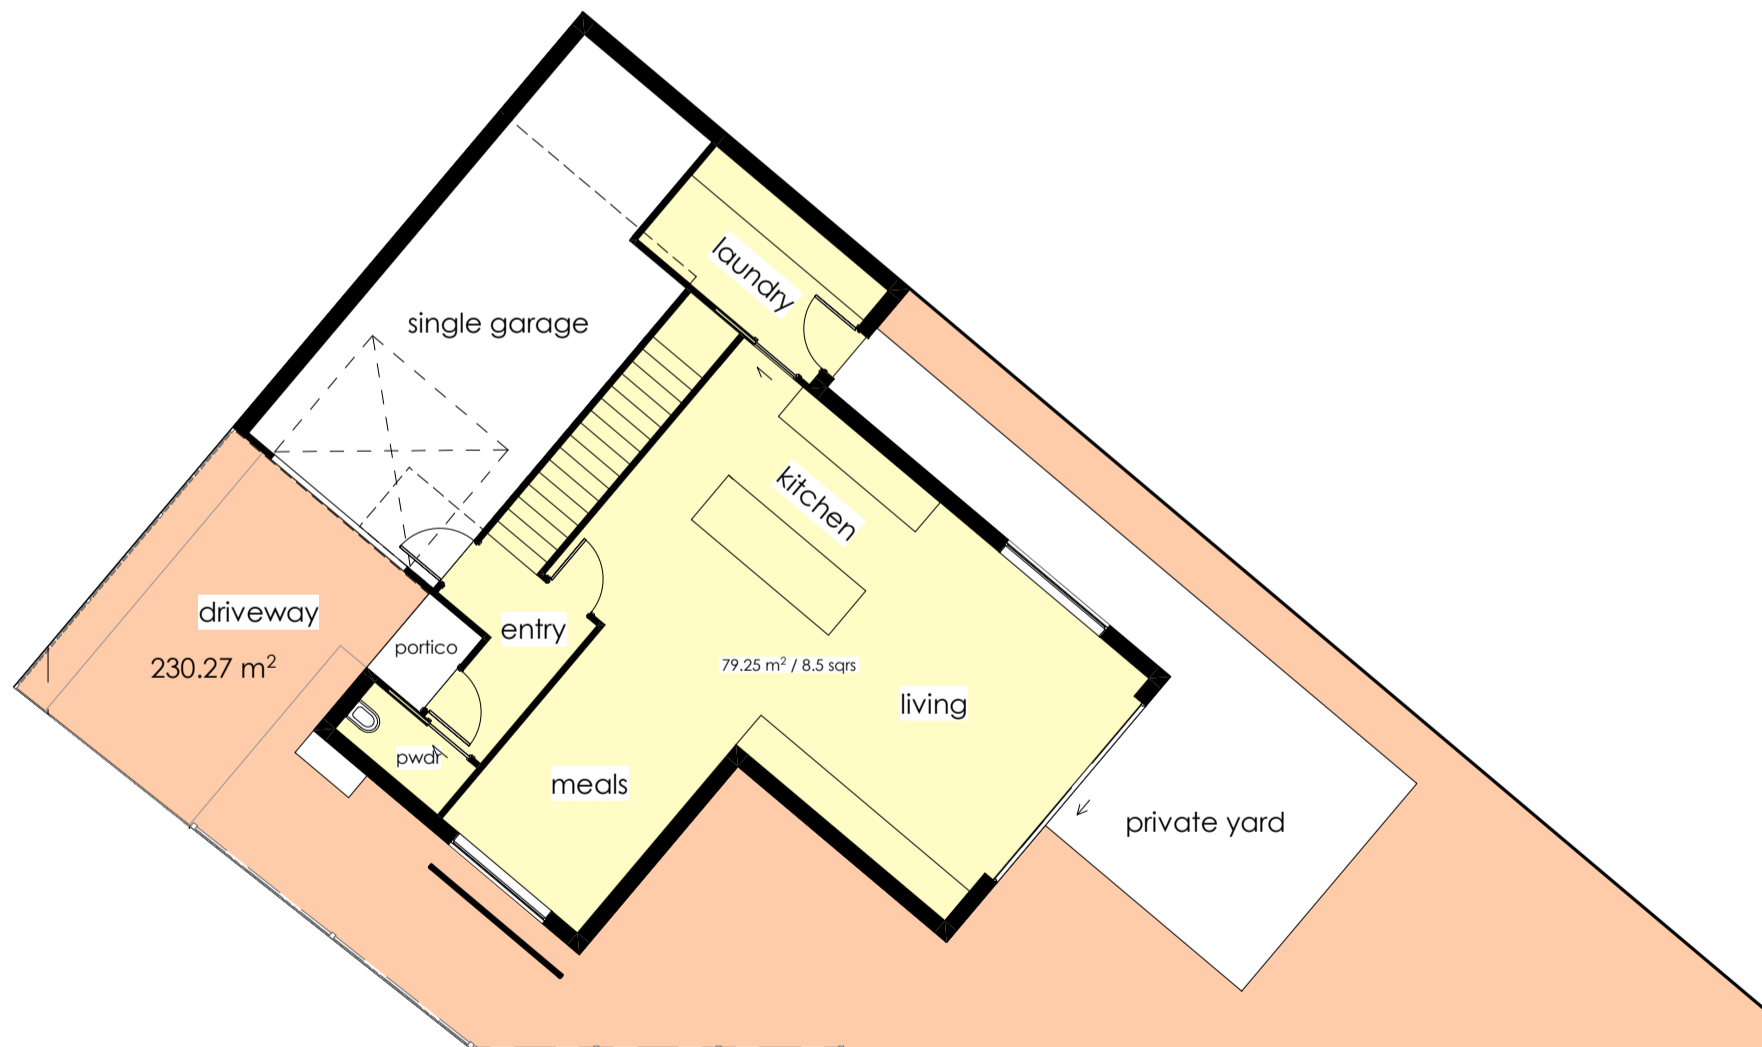 laundry
single garage
kitchen
driveway
entry
portico
230.27 m²
79.25 m² / 8.5 sqrs
living
pwdr
meals
private yard